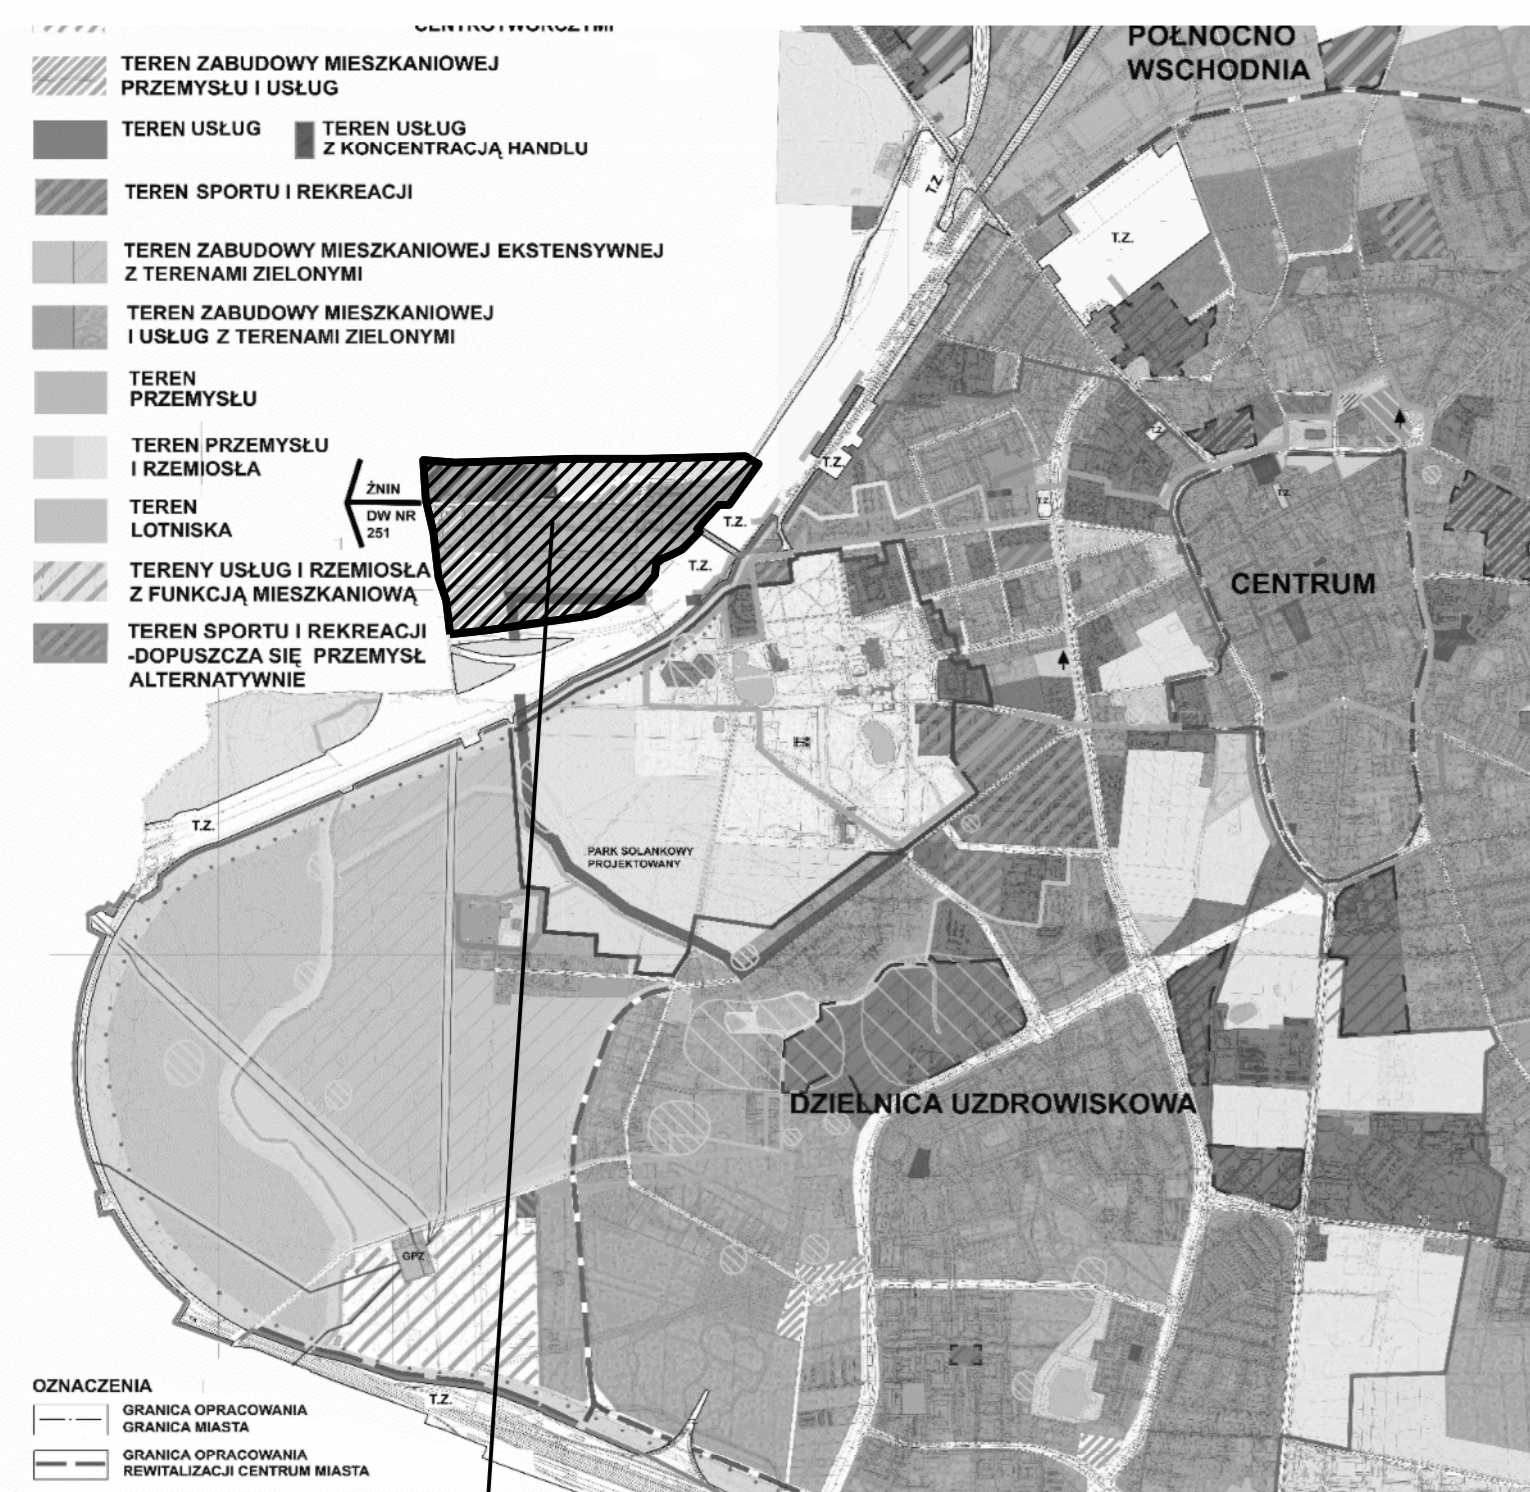 CENTROTWÓRCZYMI
TEREN ZABUDOWY MIESZKANIOWEJ
PRZEMYSŁU I USŁUG
TEREN USŁUG
TEREN USŁUG
Z KONCENTRACJĄ HANDLU
TEREN SPORTU I REKREACJI
TEREN ZABUDOWY MIESZKANIOWEJ EKSTENSYWNEJ
Z TERENAMI ZIELONYMI
TEREN ZABUDOWY MIESZKANIOWEJ
I USŁUG Z TERENAMI ZIELONYMI
TEREN
PRZEMYSŁU
TEREN PRZEMYSŁU
I RZEMIOSŁA
TEREN
LOTNISKA
TERENY USŁUG I RZEMIOSŁA
Z FUNKCJĄ MIESZKANIOWĄ
TEREN SPORTU I REKREACJI
-DOPUSZCZA SIĘ PRZEMYSŁ
ALTERNATYWNIE
ŻNIN
DW NR
251
PÓŁNOCNO
WSCHODNIA
T.Z.
T.Z.
T.Z.
T.Z.
T.Z.
T.Z.
T.Z.
T.Z.
CENTRUM
T.Z.
PARK SOLANKOWY
PROJEKTOWANY
DZIELNICA UZDROWISKOWA
GPZ
T.Z.
OZNACZENIA
GRANICA OPRACOWANIA
GRANICA MIASTA
GRANICA OPRACOWANIA
REWITALIZACJI CENTRUM MIASTA